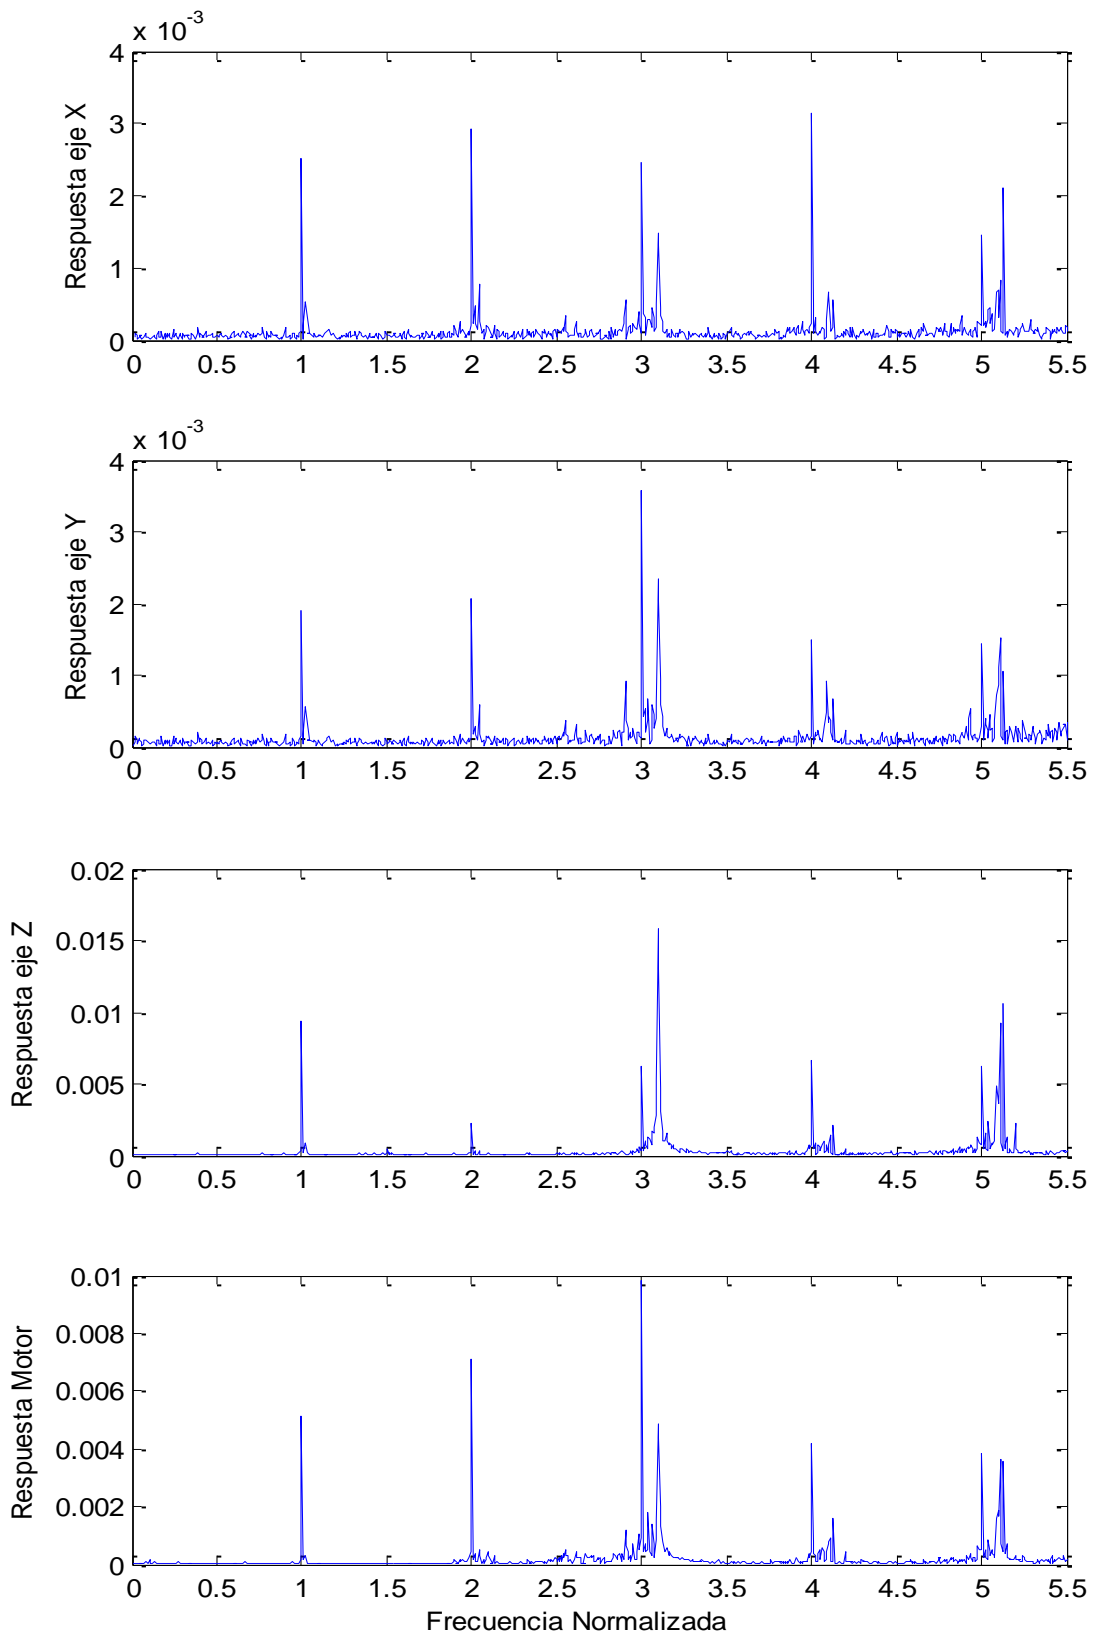 x 10-3
4
3
2
1
0
Respuesta eje X
0 0.5 1 1.5 2 2.5 3 3.5 4 4.5 5 5.5
x 10-3
4
3
2
1
0
Respuesta eje Y
0 0.5 1 1.5 2 2.5 3 3.5 4 4.5 5 5.5
0.02
0.015
0.01
0.005
0
Respuesta eje Z
0 0.5 1 1.5 2 2.5 3 3.5 4 4.5 5 5.5
0.01
0.008
0.006
0.004
0.002
0
Respuesta Motor
0 0.5 1 1.5 2 2.5 3 3.5 4 4.5 5 5.5
Frecuencia Normalizada